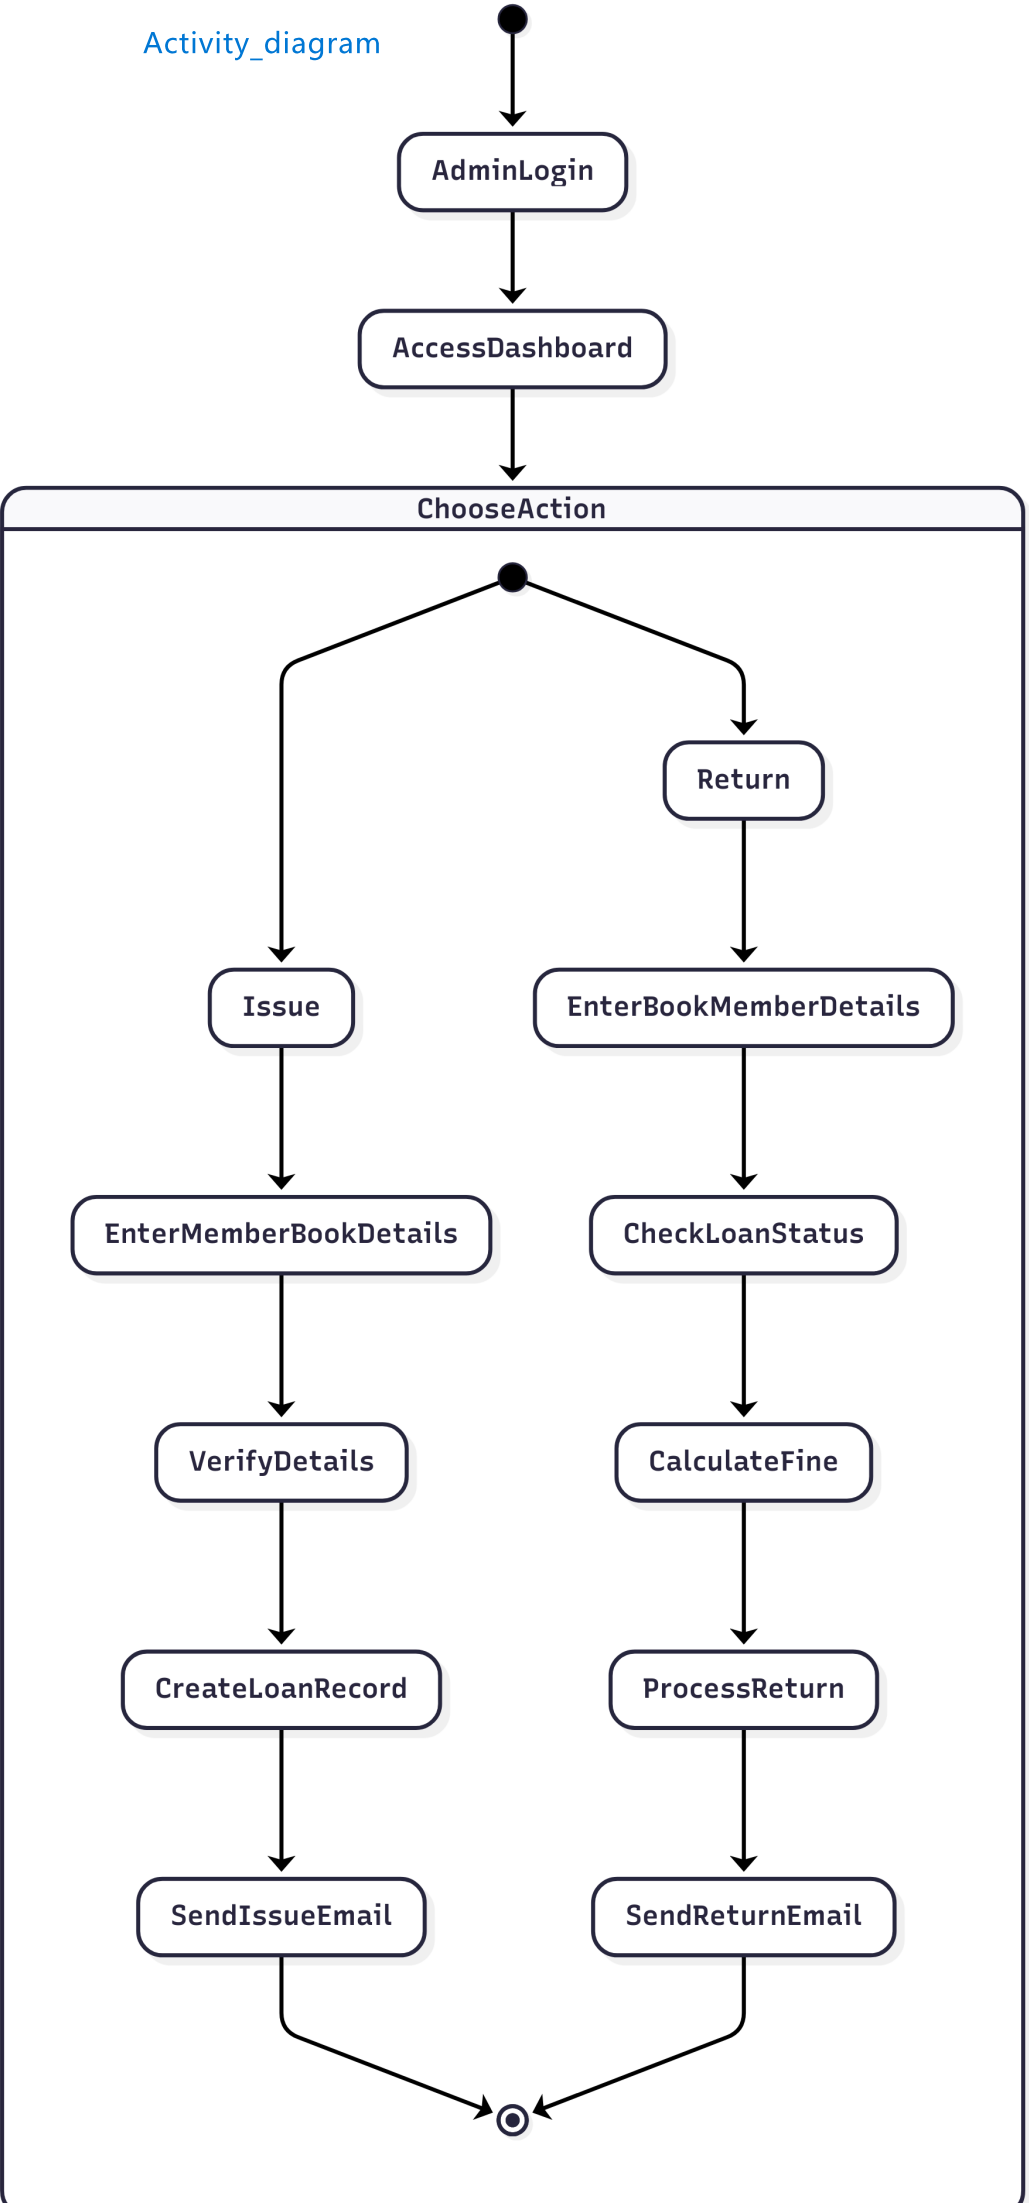 Activity_diagram
AdminLogin
AccessDashboard
ChooseAction
Return
Issue
EnterBookMemberDetails
EnterMemberBookDetails
CheckLoanStatus
VerifyDetails
CalculateFine
CreateLoanRecord
ProcessReturn
SendIssueEmail
SendReturnEmail